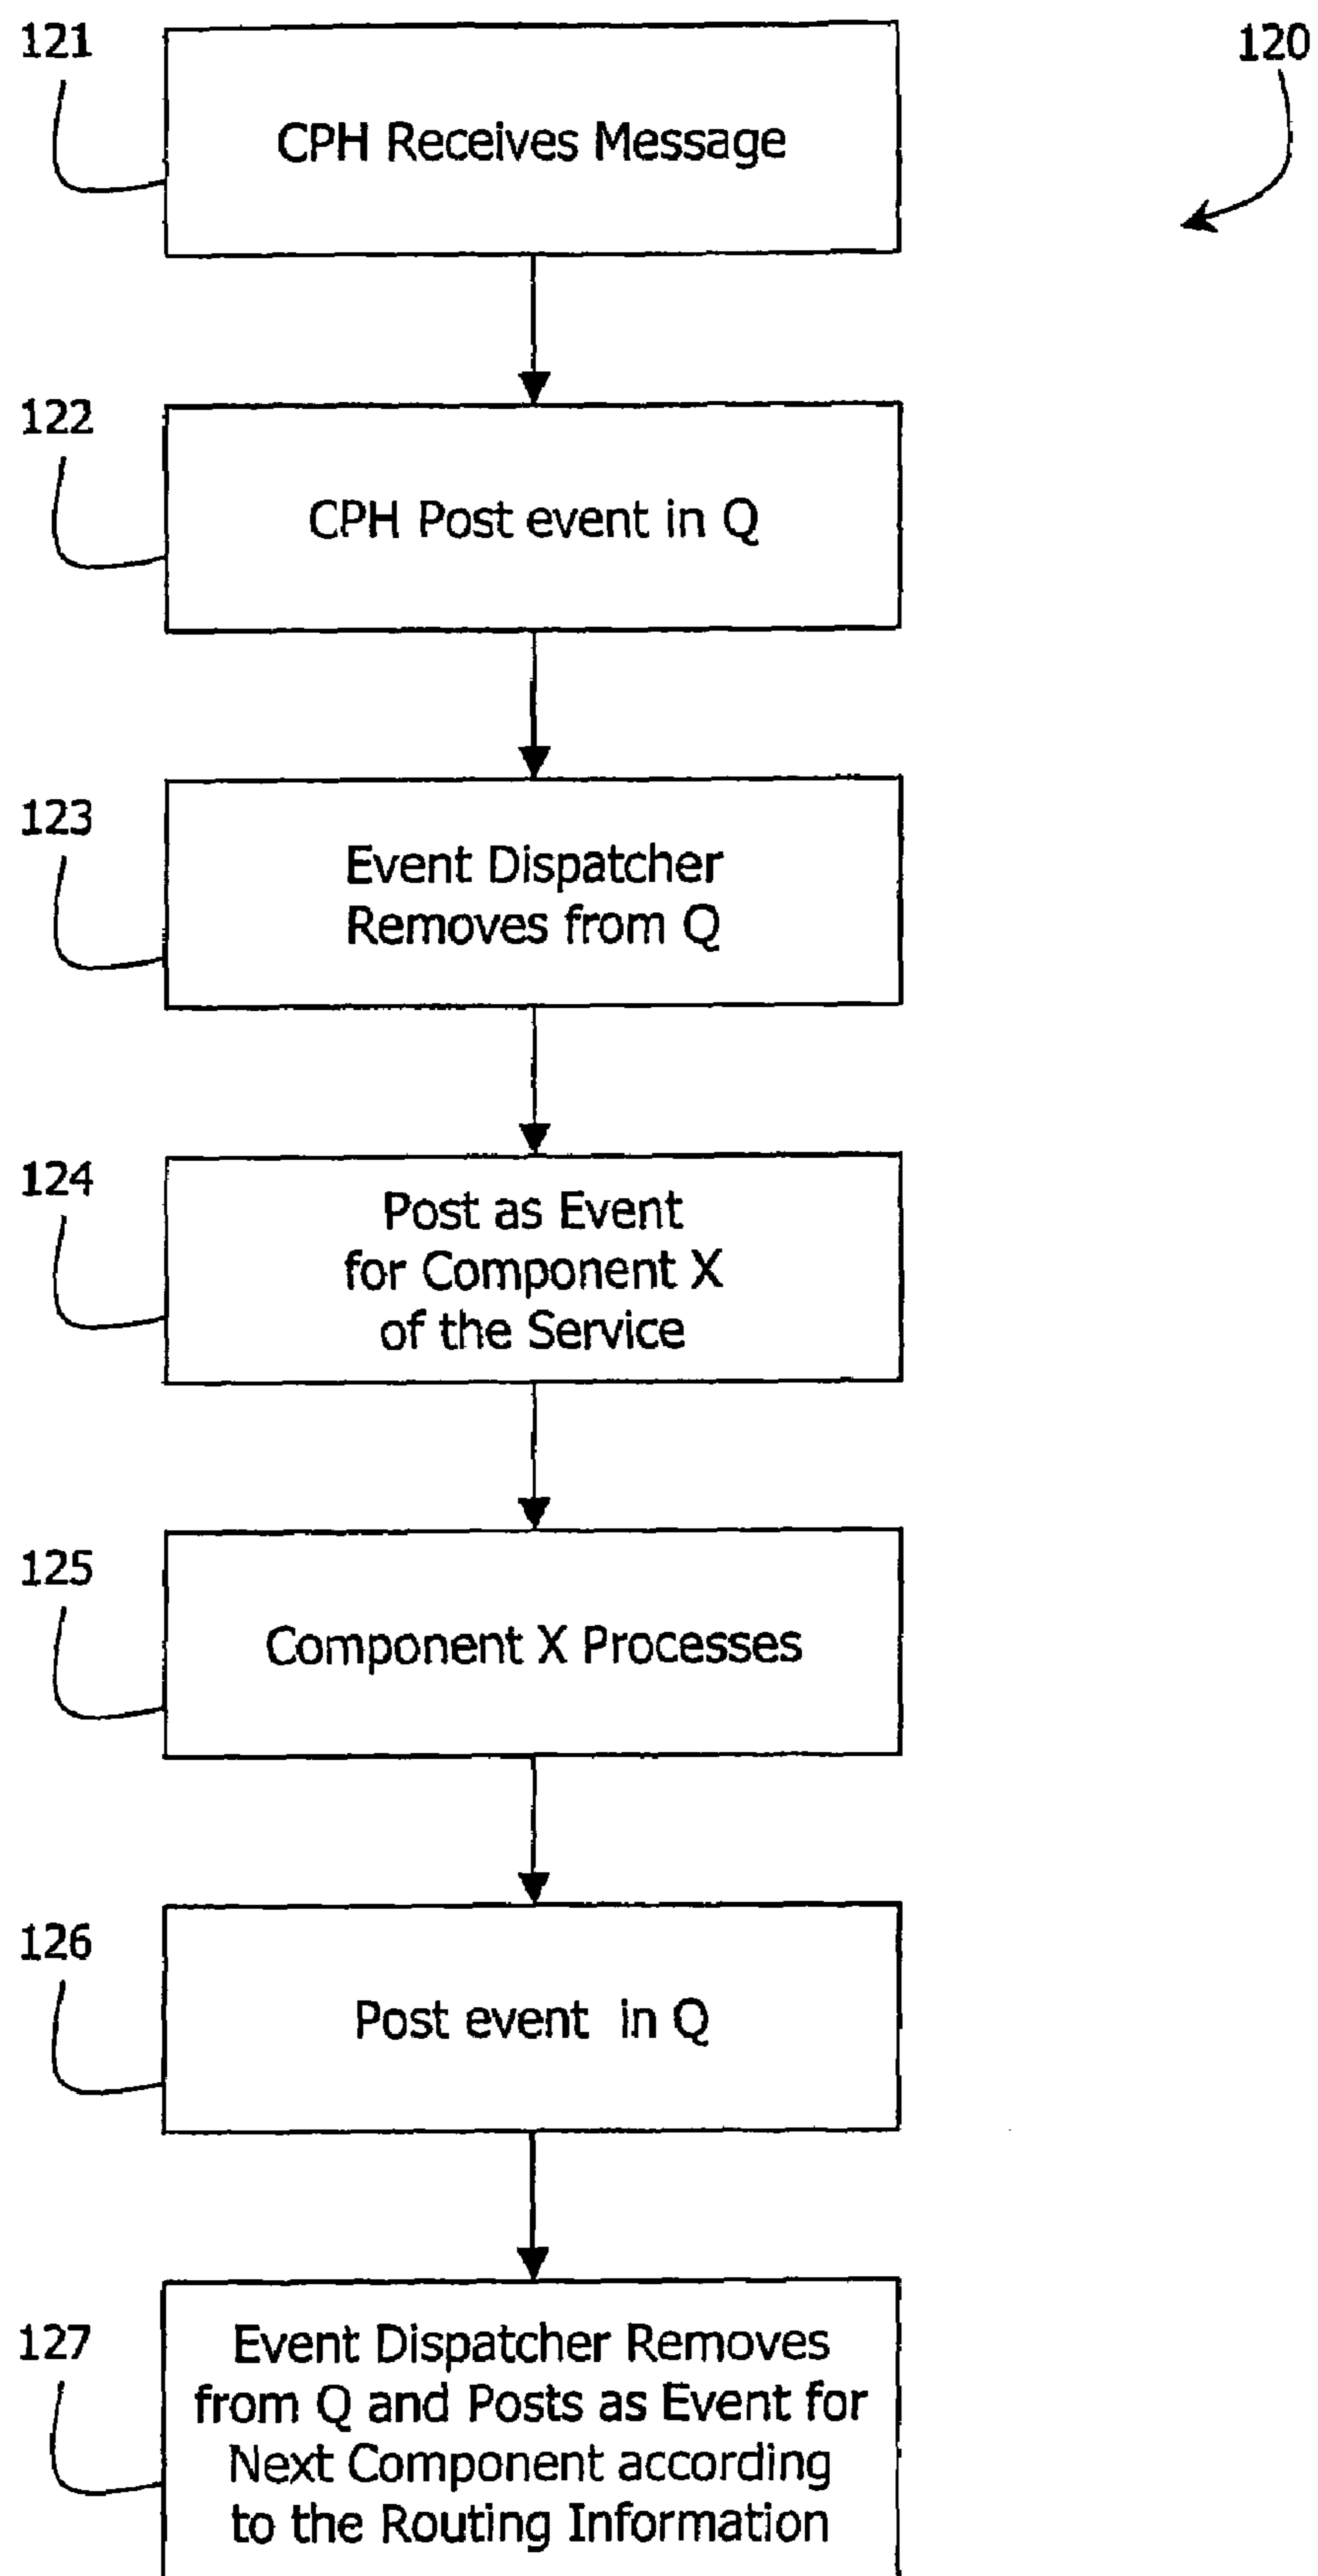 121
120
CPH Receives Message
122
CPH Post event in Q
123
Event Dispatcher
Removes from Q
124
Post as Event
for Component X
of the Service
125
Component X Processes
126
Post event in Q
127
Event Dispatcher Removes
from Q and Posts as Event for
Next Component according
to the Routing Information